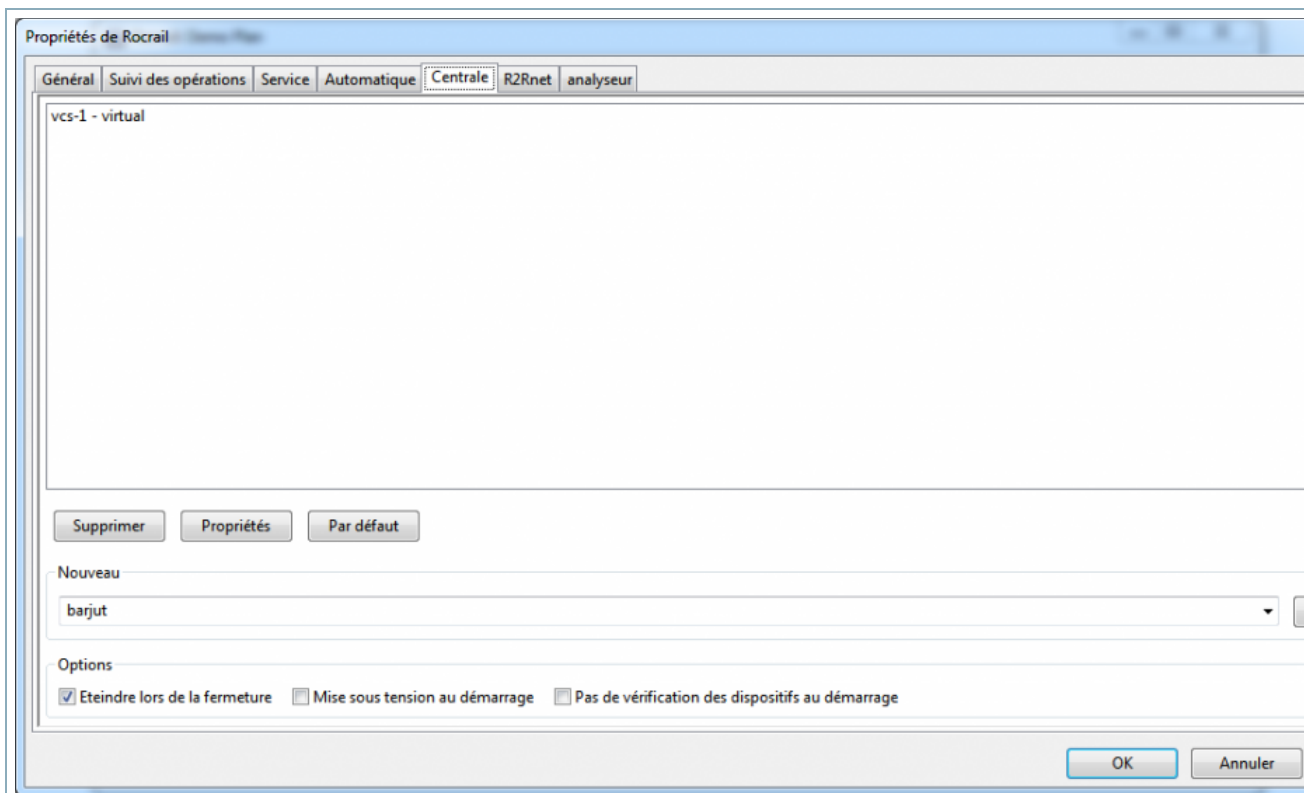 Propriétés de Rocrail
Général Suivi des opérations Service Automatique Centrale R2Rnet analyseur
vcs-1 - virtual
Supprimer Propriétés Par défaut
Nouveau
barjut
Options
Eteindre lors de la fermeture Mise sous tension au démarrage Pas de vérification des dispositifs au démarrage
OK Annuler